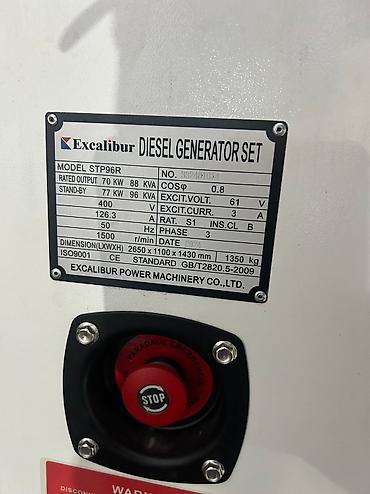 Excalibur DIESEL GENERATOR SET
MODEL STP96R NO.
RATED OUTPUT 70 KW 88 KVA COSφ 0.8
STAND-BY 77 KW 96 KVA EXCIT.VOLT. 61 V
400 V EXCIT.CURR. 3 A
126.3 A RAT. S1 INS.CL B
50 Hz PHASE 3
1500 r/min DATE
DIMENSION(LXWXH) 2650 x 1100 x 1430 mm 1350 kg
ISO9001 CE STANDARD GB/T2820.5-2009
EXCALIBUR POWER MACHINERY CO.,LTD.
PARADADE EMERGENCIA
STOP